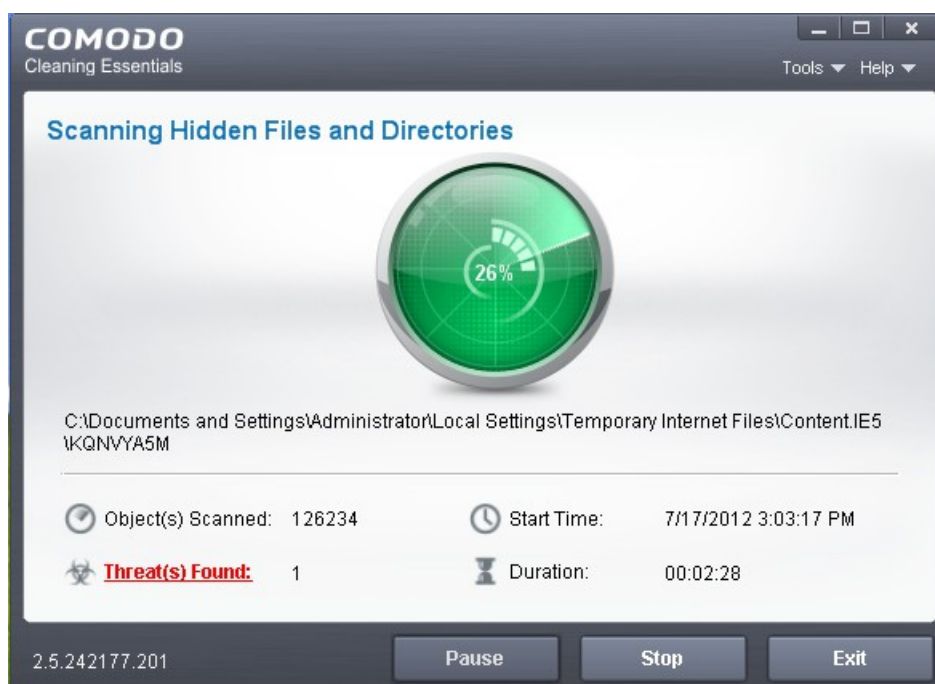 COMODO
Cleaning Essentials
Tools Help
Scanning Hidden Files and Directories
26%
C:\Documents and Settings\Administrator\Local Settings\Temporary Internet Files\Content.IE5
\KQNVYA5M
Object(s) Scanned: 126234
Start Time: 7/17/2012 3:03:17 PM
Threat(s) Found: 1
Duration: 00:02:28
2.5.242177.201
Pause
Stop
Exit